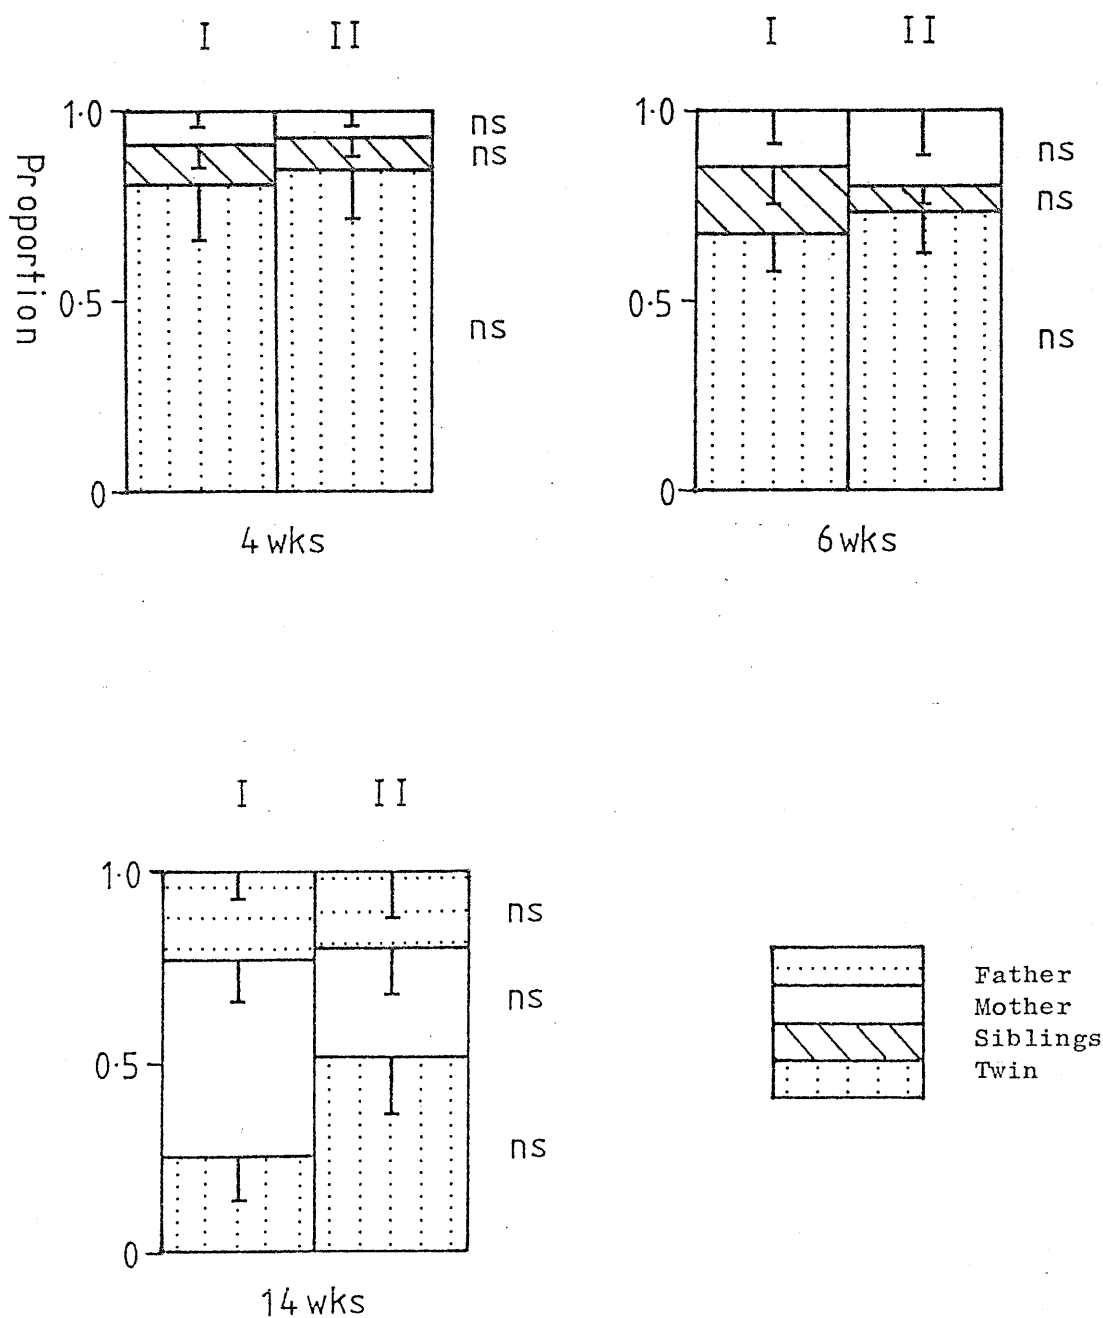 I II
1·0
0·5
0
Proportion
ns
ns
ns
4 wks
I II
1·0
0·5
0
ns
ns
ns
6 wks
I II
1·0
0·5
0
ns
ns
ns
14 wks
Father
Mother
Siblings
Twin